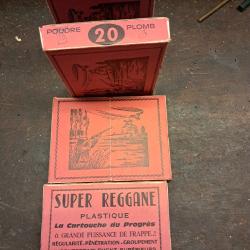 POUDRE 20 PLOMB
SUPER REGGANE
PLASTIQUE
La Cartouche du Progrès
à GRANDE PUISSANCE DE FRAPPE..!
RÉGULARITÉ-PÉNÉTRATION-GROUPEMENT